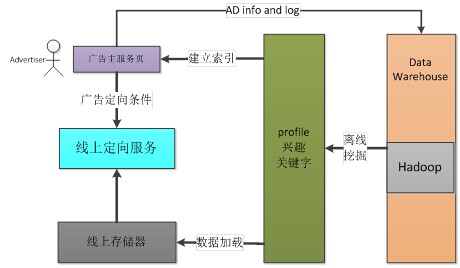 AD info and log
Advertiser
广告主服务页
建立索引
Data
Warehouse
广告定向条件
profile
兴趣
关键字
离线
挖掘
线上定向服务
Hadoop
线上存储器
数据加载